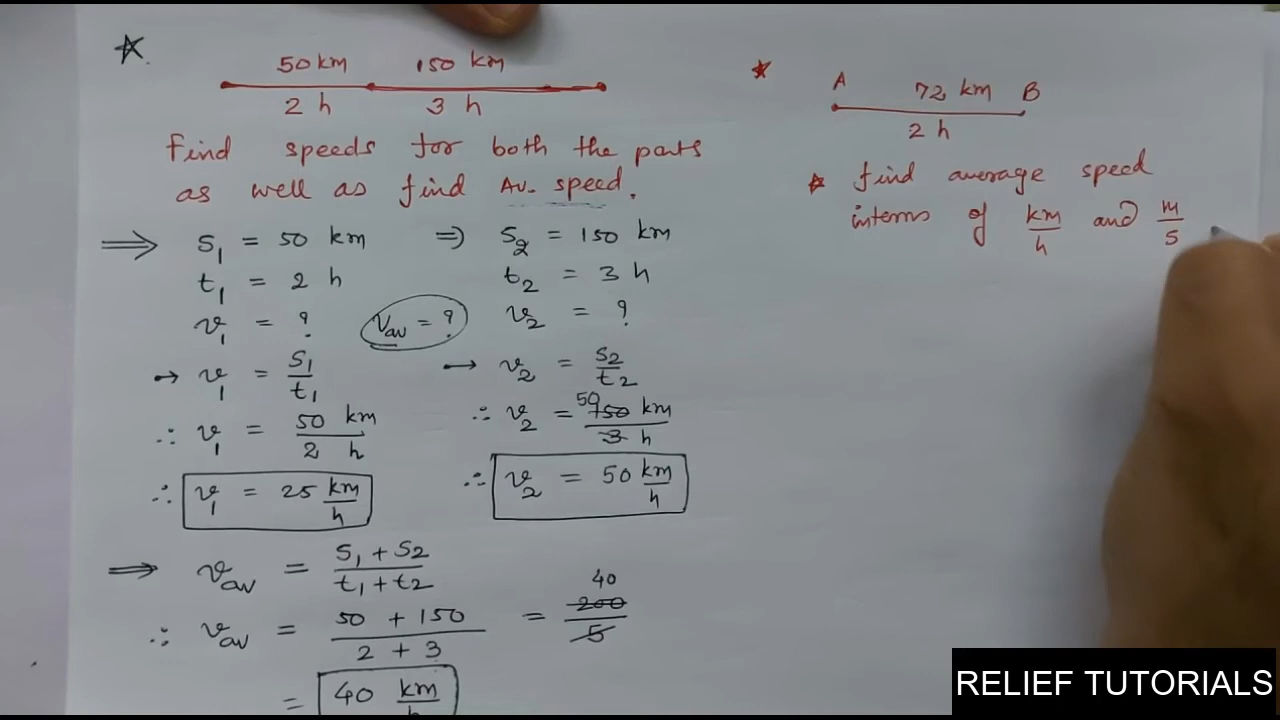 50 km 150 km
2 h 3 h
Find speeds for both the parts
as well as find Av. speed.
⇒ S₁ = 50 km
t₁ = 2 h
v₁ = ?
Vav = ?
→ v₁ = S₁/t₁
∴ v₁ = 50 km / 2 h
∴ v₁ = 25 km/h
⇒ S₂ = 150 km
t₂ = 3 h
v₂ = ?
→ v₂ = S₂/t₂
∴ v₂ = 50 150 km / 3 h
∴ v₂ = 50 km/h
⇒ vav = S₁ + S₂ / t₁ + t₂
∴ vav = 50 + 150 / 2 + 3 = 40 200 / 5
= 40 km/h
A 72 km B
2 h
find average speed
interms of km/h and m/s
RELIEF TUTORIALS